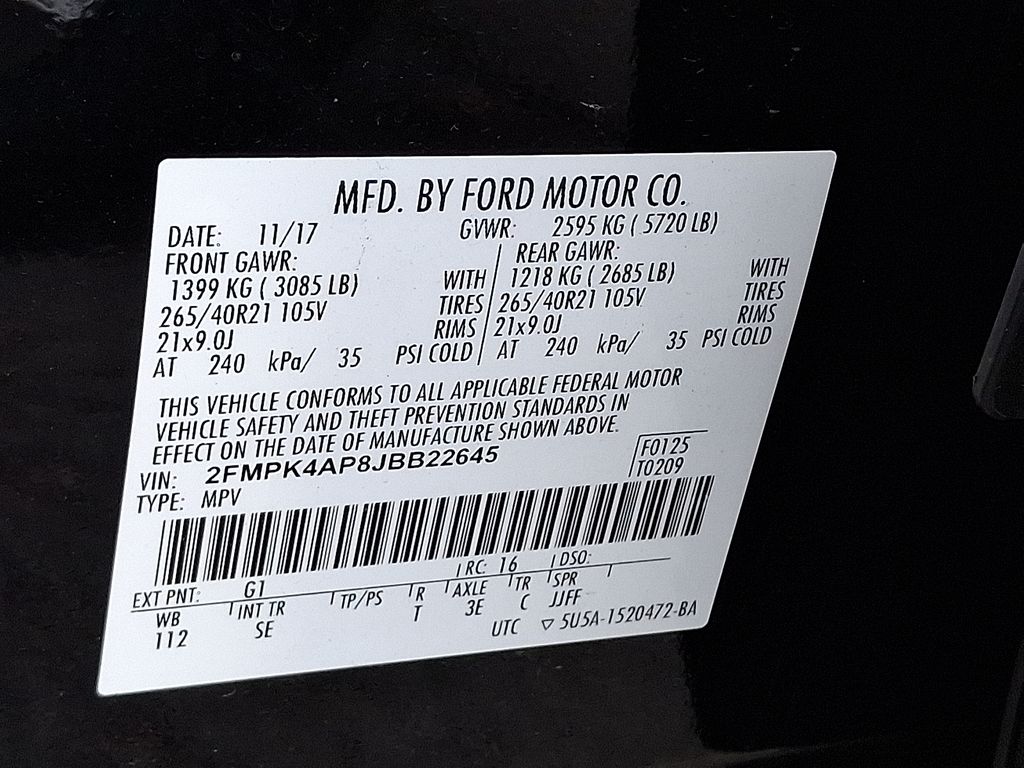 MFD. BY FORD MOTOR CO.
DATE: 11/17 GVWR: 2595 KG ( 5720 LB)
FRONT GAWR: REAR GAWR:
1399 KG ( 3085 LB) WITH 1218 KG ( 2685 LB) WITH
265/40R21 105V TIRES 265/40R21 105V TIRES
21x9.0J RIMS 21x9.0J RIMS
AT 240 kPa/ 35 PSI COLD AT 240 kPa/ 35 PSI COLD
THIS VEHICLE CONFORMS TO ALL APPLICABLE FEDERAL MOTOR
VEHICLE SAFETY AND THEFT PREVENTION STANDARDS IN
EFFECT ON THE DATE OF MANUFACTURE SHOWN ABOVE.
VIN: 2FMPK4AP8JBB22645 F0125
TYPE: MPV T0209
EXT PNT: G1 RC: 16 DSO:
WB INT TR TP/PS R AXLE TR SPR
112 SE T 3E C JJFF
UTC ▽ 5U5A-1520472-BA